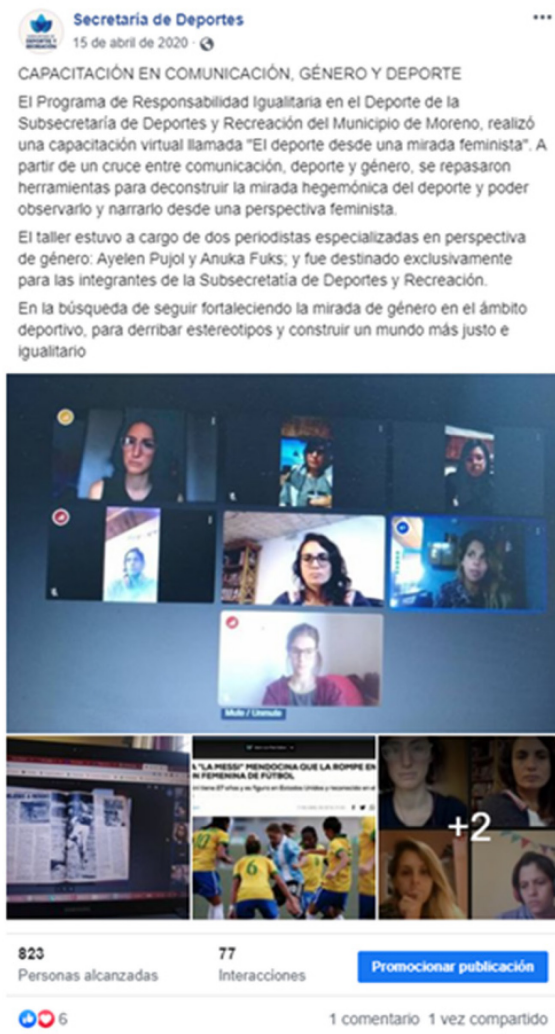 Secretaría de Deportes
15 de abril de 2020 ·
CAPACITACIÓN EN COMUNICACIÓN, GÉNERO Y DEPORTE
El Programa de Responsabilidad Igualitaria en el Deporte de la
Subsecretaría de Deportes y Recreación del Municipio de Moreno, realizó
una capacitación virtual llamada "El deporte desde una mirada feminista". A
partir de un cruce entre comunicación, deporte y género, se repasaron
herramientas para deconstruir la mirada hegemónica del deporte y poder
observarlo y narrarlo desde una perspectiva feminista.
El taller estuvo a cargo de dos periodistas especializadas en perspectiva
de género: Ayelen Pujol y Anuka Fuks; y fue destinado exclusivamente
para las integrantes de la Subsecretatía de Deportes y Recreación.
En la búsqueda de seguir fortaleciendo la mirada de género en el ámbito
deportivo, para derribar estereotipos y construir un mundo más justo e
igualitario
Mute / Unmute
"LA MESSI" MENDOCINA QUE LA ROMPE EN
N FEMENINA DE FÚTBOL
6
+2
823
Personas alcanzadas
77
Interacciones
Promocionar publicación
6
1 comentario 1 vez compartido